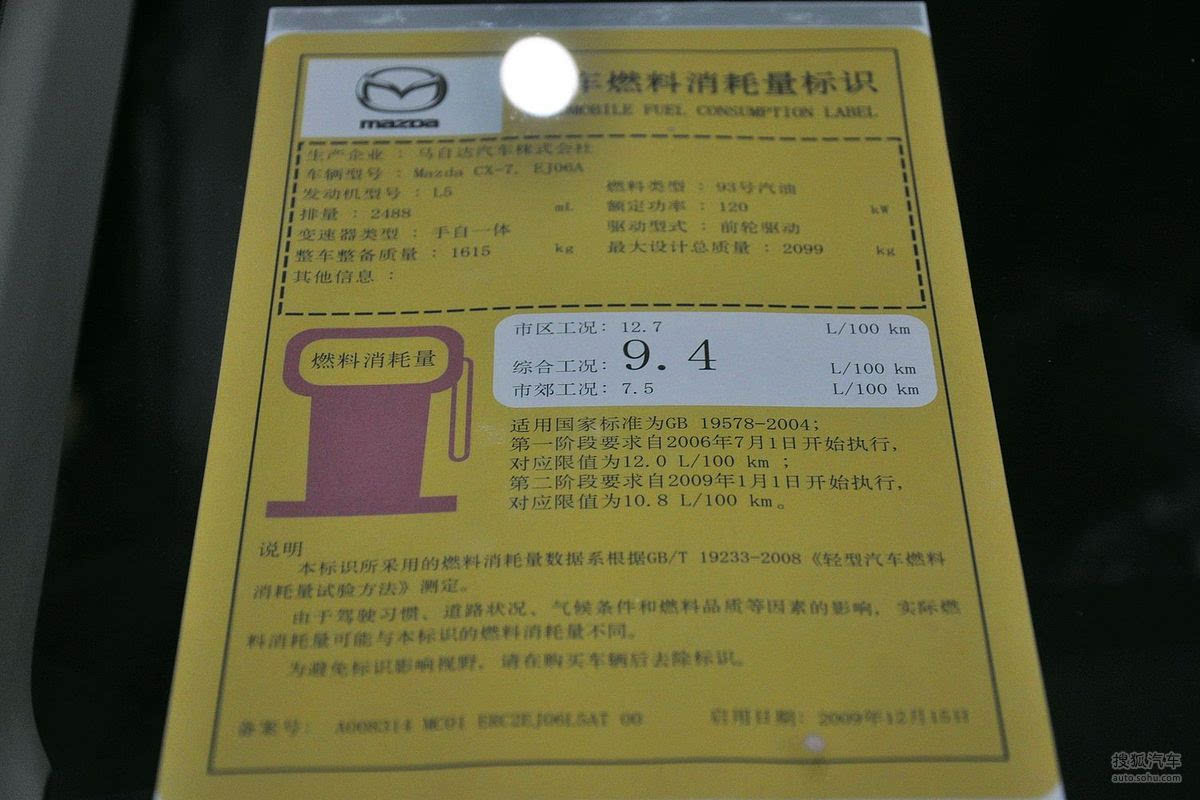 mazda
车燃料消耗量标识
MOBILE FUEL CONSUMPTION LABEL
生产企业 : 马自达汽车株式会社
车辆型号 : Mazda CX-7, EJ06A
发动机型号 : L5 燃料类型 : 93号汽油
排量 : 2488 mL 额定功率 : 120 kW
变速器类型 : 手自一体 驱动型式 : 前轮驱动
整车整备质量 : 1615 kg 最大设计总质量 : 2099 kg
其他信息 :
市区工况: 12.7 L/100 km
燃料消耗量
综合工况: 9.4 L/100 km
市郊工况: 7.5 L/100 km
适用国家标准为GB 19578-2004;
第一阶段要求自2006年7月1日开始执行,
对应限值为12.0 L/100 km ;
第二阶段要求自2009年1月1日开始执行,
对应限值为10.8 L/100 km。
说明
本标识所采用的燃料消耗量数据系根据GB/T 19233-2008《轻型汽车燃料
消耗量试验方法》测定。
由于驾驶习惯、道路状况、气候条件和燃料品质等因素的影响, 实际燃
料消耗量可能与本标识的燃料消耗量不同。
为避免标识影响视野, 请在购买车辆后去除标识。
备案号: A008314 MC01 ERC2EJ06L5AT 00 启用日期: 2009年12月15日
搜狐汽车
auto.sohu.com